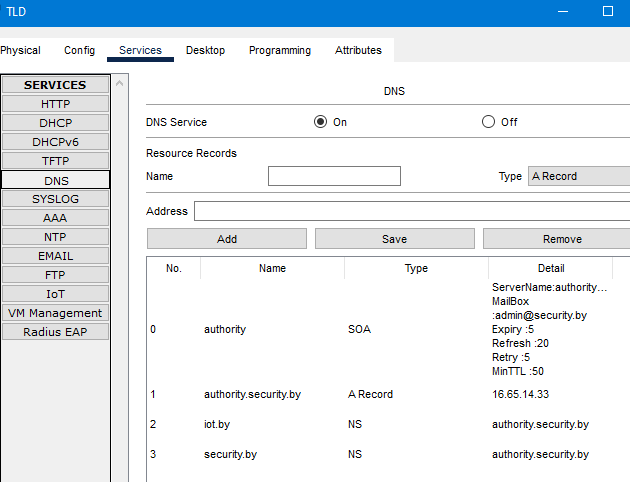 TLD
Physical Config Services Desktop Programming Attributes
SERVICES
HTTP
DHCP
DHCPv6
TFTP
DNS
SYSLOG
AAA
NTP
EMAIL
FTP
IoT
VM Management
Radius EAP
DNS
DNS Service On Off
Resource Records
Name Type A Record
Address
Add Save Remove
No. Name Type Detail
0 authority SOA ServerName:authority...
MailBox
:admin@security.by
Expiry :5
Refresh :20
Retry :5
MinTTL :50
1 authority.security.by A Record 16.65.14.33
2 iot.by NS authority.security.by
3 security.by NS authority.security.by